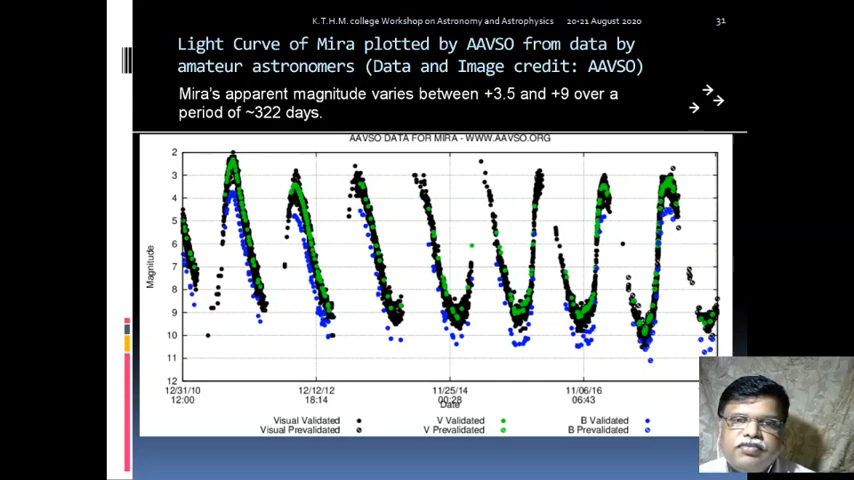 K.T.H.M. college Workshop on Astronomy and Astrophysics 20-21 August 2020 31
Light Curve of Mira plotted by AAVSO from data by
amateur astronomers (Data and Image credit: AAVSO)
Mira's apparent magnitude varies between +3.5 and +9 over a
period of ~322 days.
AAVSO DATA FOR MIRA - WWW.AAVSO.ORG
2
3
4
5
6
7
8
9
10
11
12
Magnitude
12/31/10 12/12/12 11/25/14 11/06/16
12:00 18:14 00:28 06:43
Date
Visual Validated V Validated B Validated
Visual Prevalidated V Prevalidated B Prevalidated